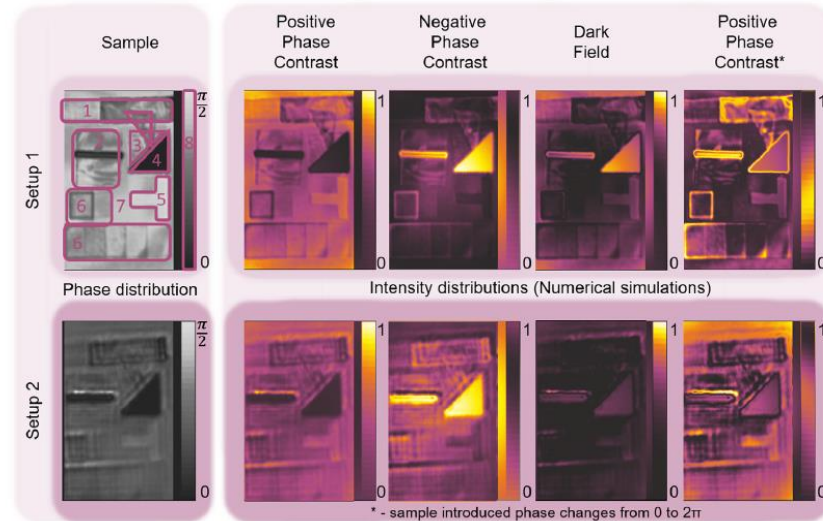 Sample
Positive
Phase
Contrast
Negative
Phase
Contrast
Dark
Field
Positive
Phase
Contrast*
Setup 1
1
3
4
5
6
7
6
8
π/2
0
1
0
1
0
1
0
1
0
Phase distribution
Intensity distributions (Numerical simulations)
Setup 2
π/2
0
1
0
1
0
1
0
1
0
* - sample introduced phase changes from 0 to 2π